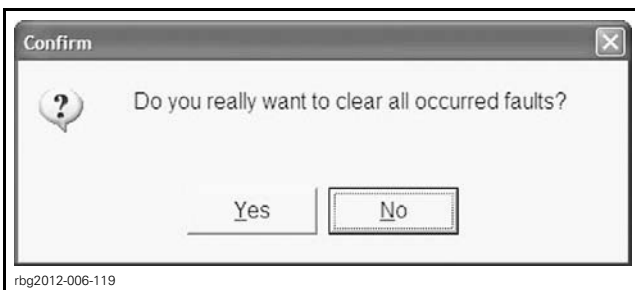 Confirm
Do you really want to clear all occurred faults?
Yes
No
rbg2012-006-119